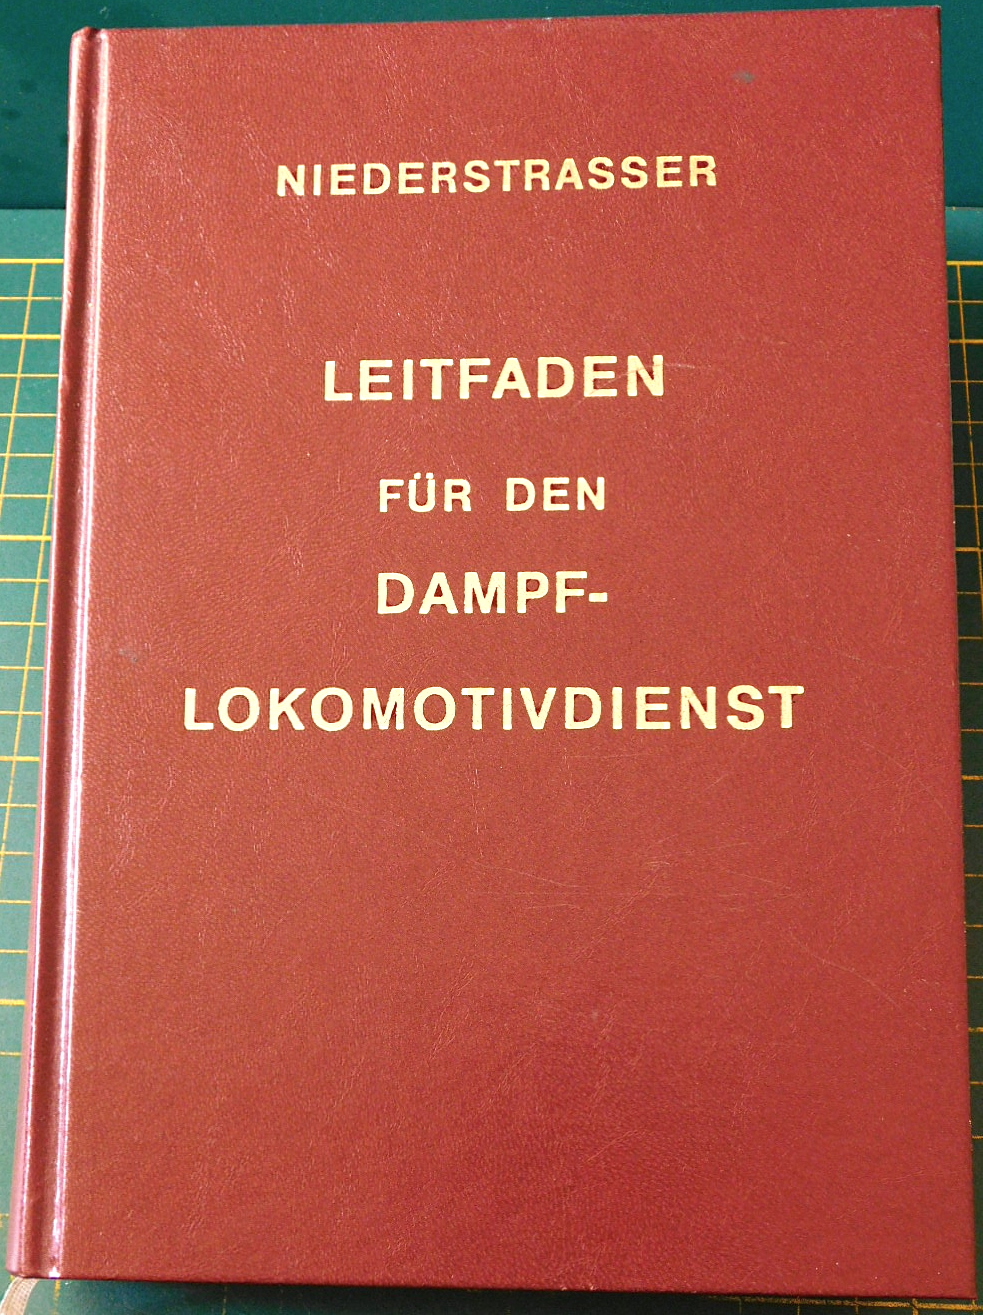 NIEDERSTRASSER
LEITFADEN
FÜR DEN
DAMPF-
LOKOMOTIVDIENST